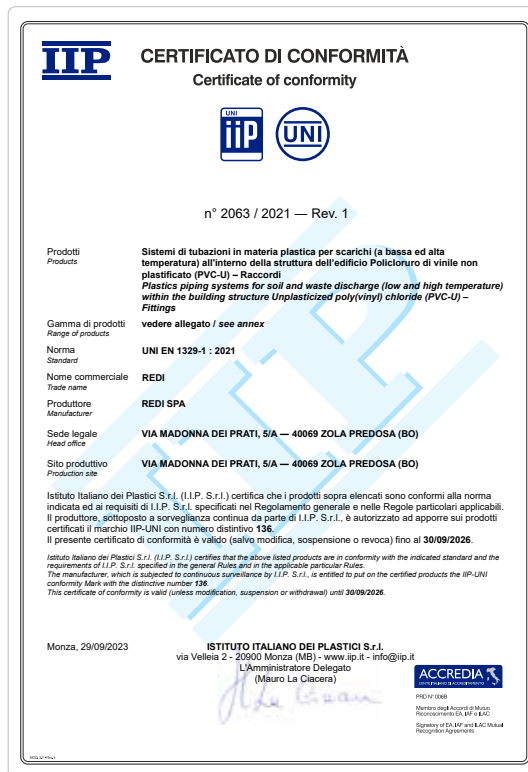 IIP
CERTIFICATO DI CONFORMITÀ
Certificate of conformity
UNI
iiP
UNI
n° 2063 / 2021 — Rev. 1
Prodotti
Products
Sistemi di tubazioni in materia plastica per scarichi (a bassa ed alta
temperatura) all'interno della struttura dell'edificio Policloruro di vinile non
plastificato (PVC-U) – Raccordi
Plastics piping systems for soil and waste discharge (low and high temperature)
within the building structure Unplasticized poly(vinyl) chloride (PVC-U) –
Fittings
Gamma di prodotti
Range of products
vedere allegato / see annex
Norma
Standard
UNI EN 1329-1 : 2021
Nome commerciale
Trade name
REDI
Produttore
Manufacturer
REDI SPA
Sede legale
Head office
VIA MADONNA DEI PRATI, 5/A — 40069 ZOLA PREDOSA (BO)
Sito produttivo
Production site
VIA MADONNA DEI PRATI, 5/A — 40069 ZOLA PREDOSA (BO)
Istituto Italiano dei Plastici S.r.l. (I.I.P. S.r.l.) certifica che i prodotti sopra elencati sono conformi alla norma
indicata ed ai requisiti di I.I.P. S.r.l. specificati nel Regolamento generale e nelle Regole particolari applicabili.
Il produttore, sottoposto a sorveglianza continua da parte di I.I.P. S.r.l., è autorizzato ad apporre sui prodotti
certificati il marchio IIP-UNI con numero distintivo 136.
Il presente certificato di conformità è valido (salvo modifica, sospensione o revoca) fino al 30/09/2026.
Istituto Italiano dei Plastici S.r.l. (I.I.P. S.r.l.) certifies that the above listed products are in conformity with the indicated standard and the
requirements of I.I.P. S.r.l. specified in the general Rules and in the applicable particular Rules.
The manufacturer, which is subjected to continuous surveillance by I.I.P. S.r.l., is entitled to put on the certified products the IIP-UNI
conformity Mark with the distinctive number 136.
This certificate of conformity is valid (unless modification, suspension or withdrawal) until 30/09/2026.
Monza, 29/09/2023
ISTITUTO ITALIANO DEI PLASTICI S.r.l.
via Velleia 2 - 20900 Monza (MB) - www.iip.it - info@iip.it
L'Amministratore Delegato
(Mauro La Ciacera)
ACCREDIA
L'ENTE ITALIANO DI ACCREDITAMENTO
PRD N° 006B
Membro degli Accordi di Mutuo
Riconoscimento EA, IAF e ILAC
Signatory of EA, IAF and ILAC Mutual
Recognition Agreements